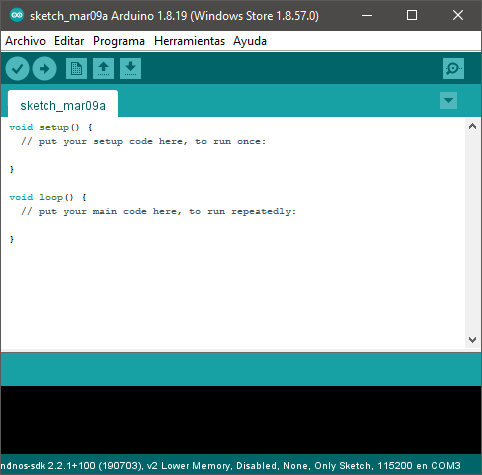 sketch_mar09a Arduino 1.8.19 (Windows Store 1.8.57.0)
Archivo Editar Programa Herramientas Ayuda
sketch_mar09a
void setup() {
// put your setup code here, to run once:
}
void loop() {
// put your main code here, to run repeatedly:
}
ndnos-sdk 2.2.1+100 (190703), v2 Lower Memory, Disabled, None, Only Sketch, 115200 en COM3